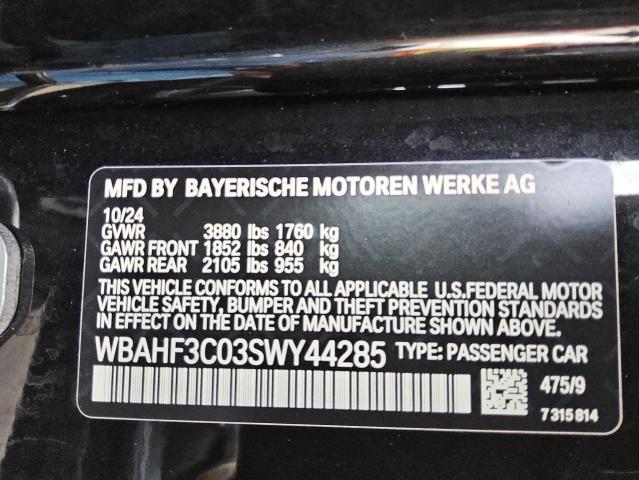 MFD BY BAYERISCHE MOTOREN WERKE AG
10/24
GVWR 3880 lbs 1760 kg
GAWR FRONT 1852 lbs 840 kg
GAWR REAR 2105 lbs 955 kg
THIS VEHICLE CONFORMS TO ALL APPLICABLE U.S.FEDERAL MOTOR
VEHICLE SAFETY, BUMPER AND THEFT PREVENTION STANDARDS
IN EFFECT ON THE DATE OF MANUFACTURE SHOWN ABOVE.
WBAHF3C03SWY44285 TYPE: PASSENGER CAR
475/9
7315814